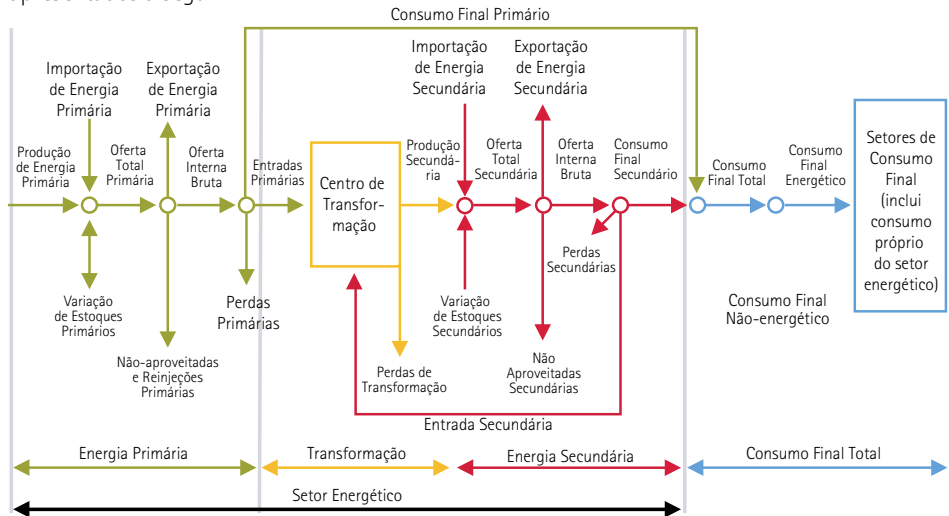 Consumo Final Primário
Importação
de Energia
Primária
Exportação
de Energia
Primária
Importação
de Energia
Secundária
Exportação
de Energia
Secundária
Produção
de Energia
Primária
Oferta
Total
Primária
Oferta
Interna
Bruta
Entradas
Primárias
Centro de
Transfor-
mação
Produção
Secundá-
ria
Oferta
Total
Secundária
Oferta
Interna
Bruta
Consumo
Final
Secundário
Consumo
Final Total
Consumo
Final
Energético
Setores de
Consumo
Final
(inclui
consumo
próprio
do setor
energético)
Variação
de Estoques
Primários
Perdas
Primárias
Não-aproveitadas
e Reinjeções
Primárias
Perdas de
Transformação
Variação
de Estoques
Secundários
Perdas
Secundárias
Não
Aproveitadas
Secundárias
Consumo Final
Não-energético
Entrada Secundária
Energia Primária
Transformação
Energia Secundária
Consumo Final Total
Setor Energético